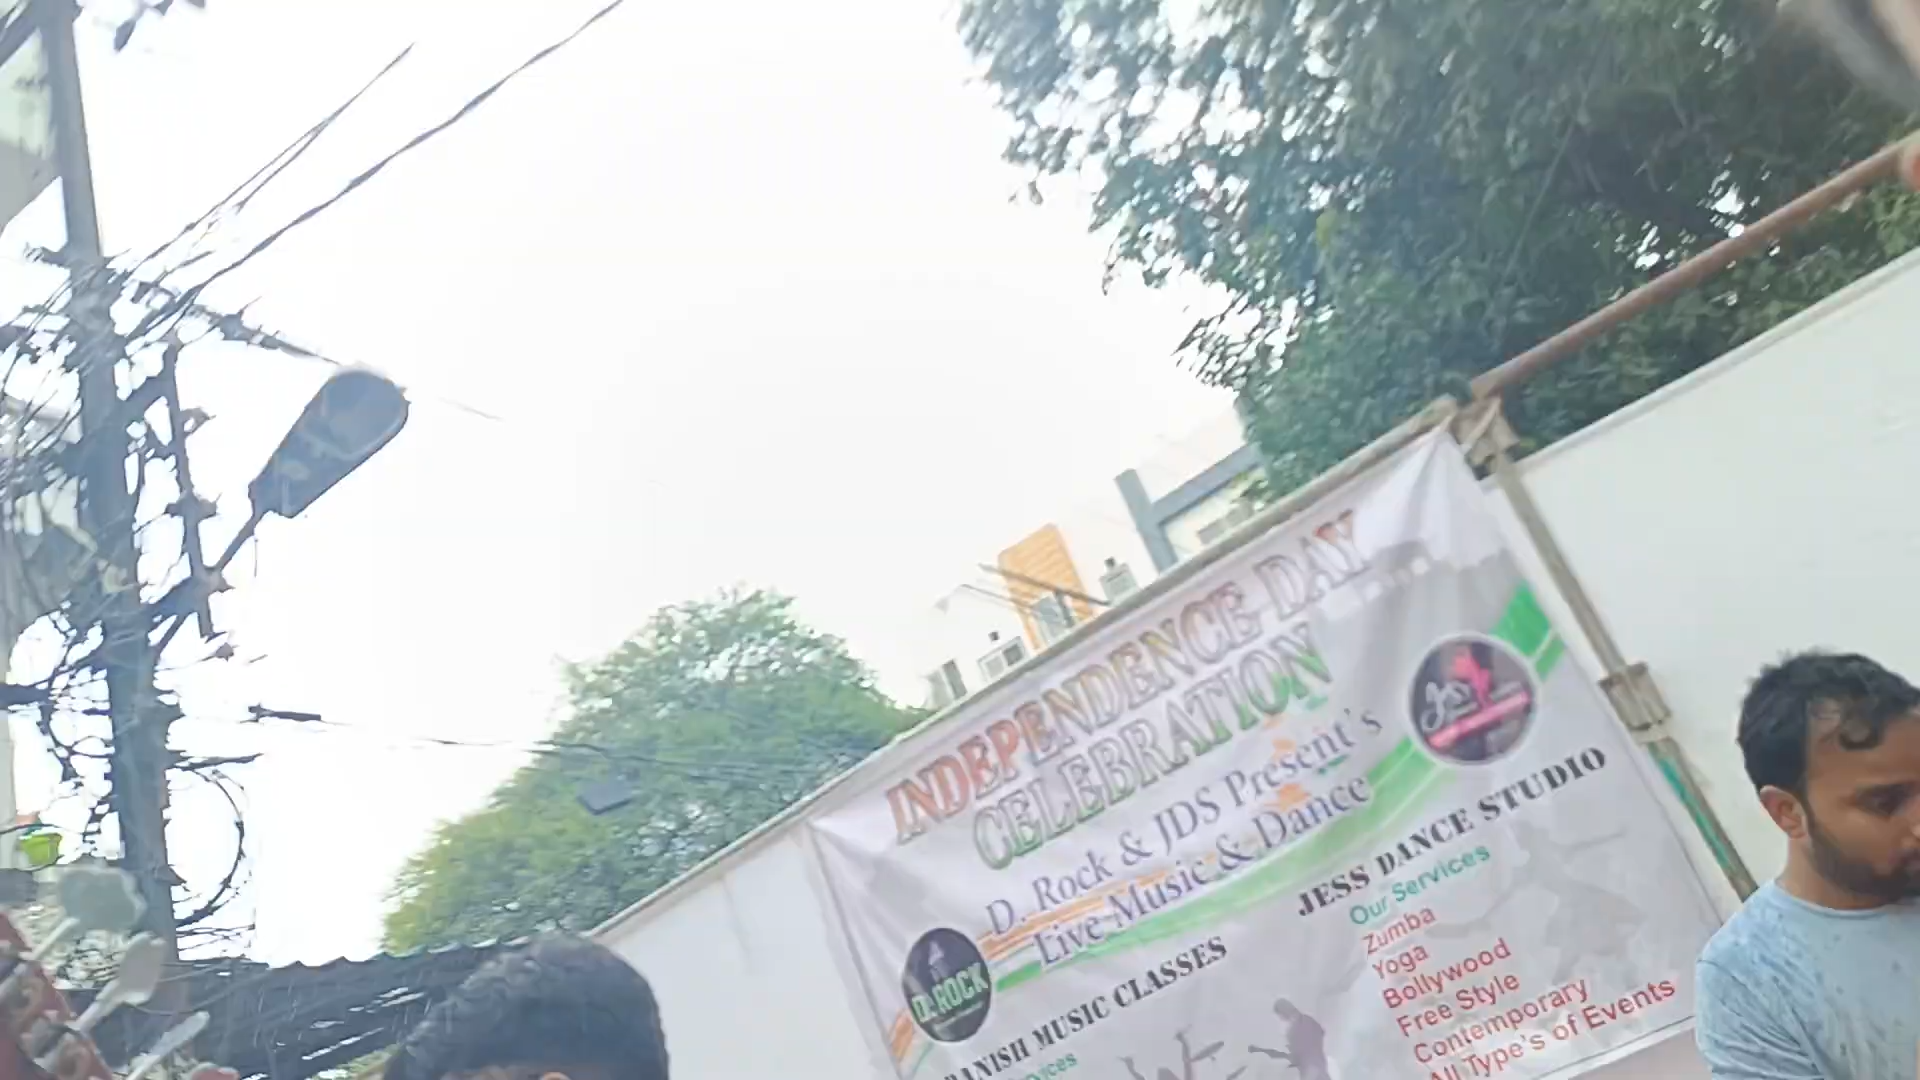 INDEPENDENCE DAY
CELEBRATION
D. Rock & JDS Present's
Live Music & Dance
D.ROCK
ANISH MUSIC CLASSES
JESS DANCE STUDIO
Our Services
Zumba
Yoga
Bollywood
Free Style
Contemporary
All Type's of Events